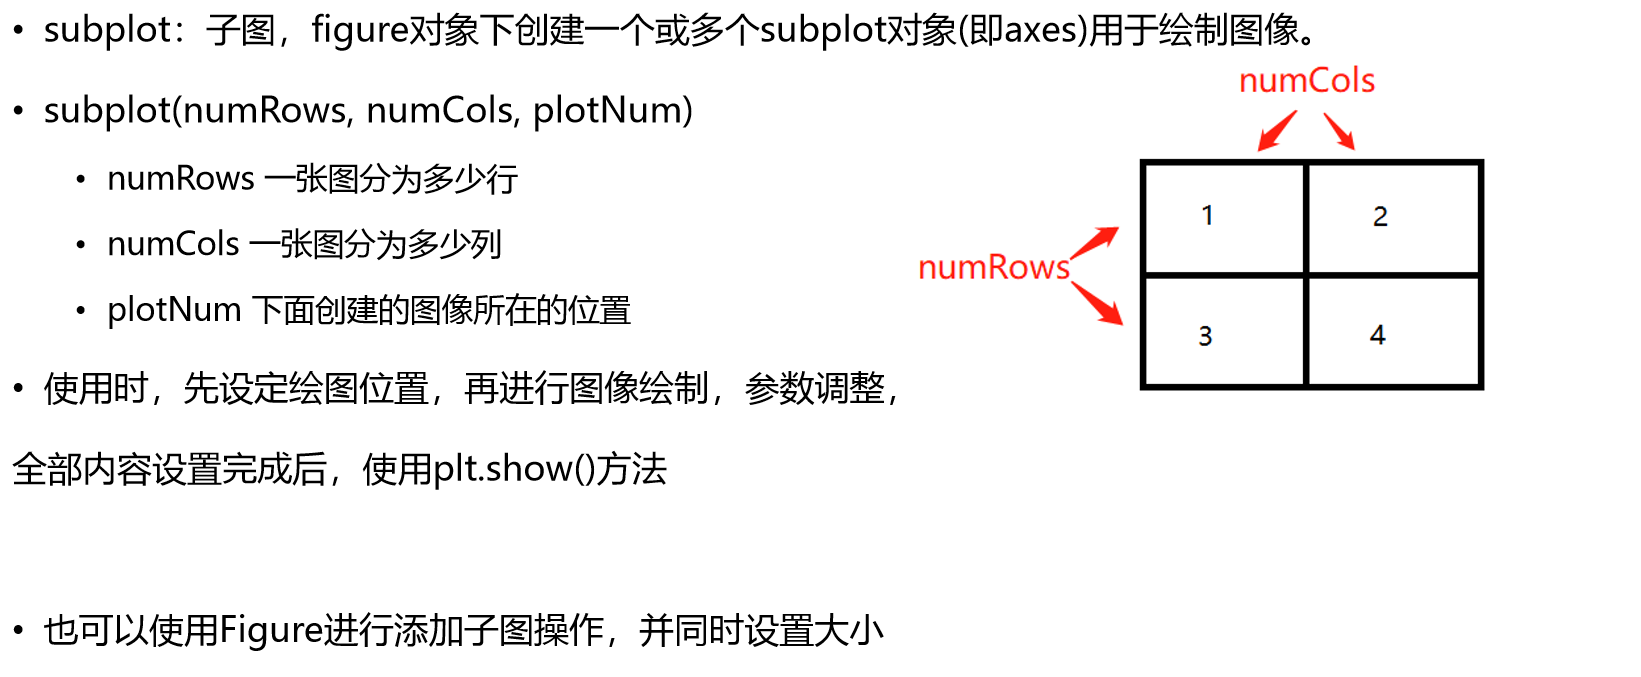 • subplot：子图，figure对象下创建一个或多个subplot对象(即axes)用于绘制图像。
• subplot(numRows, numCols, plotNum)
• numRows 一张图分为多少行
• numCols 一张图分为多少列
• plotNum 下面创建的图像所在的位置
• 使用时，先设定绘图位置，再进行图像绘制，参数调整，
全部内容设置完成后，使用plt.show()方法
• 也可以使用Figure进行添加子图操作，并同时设置大小
numCols
numRows
1 2
3 4